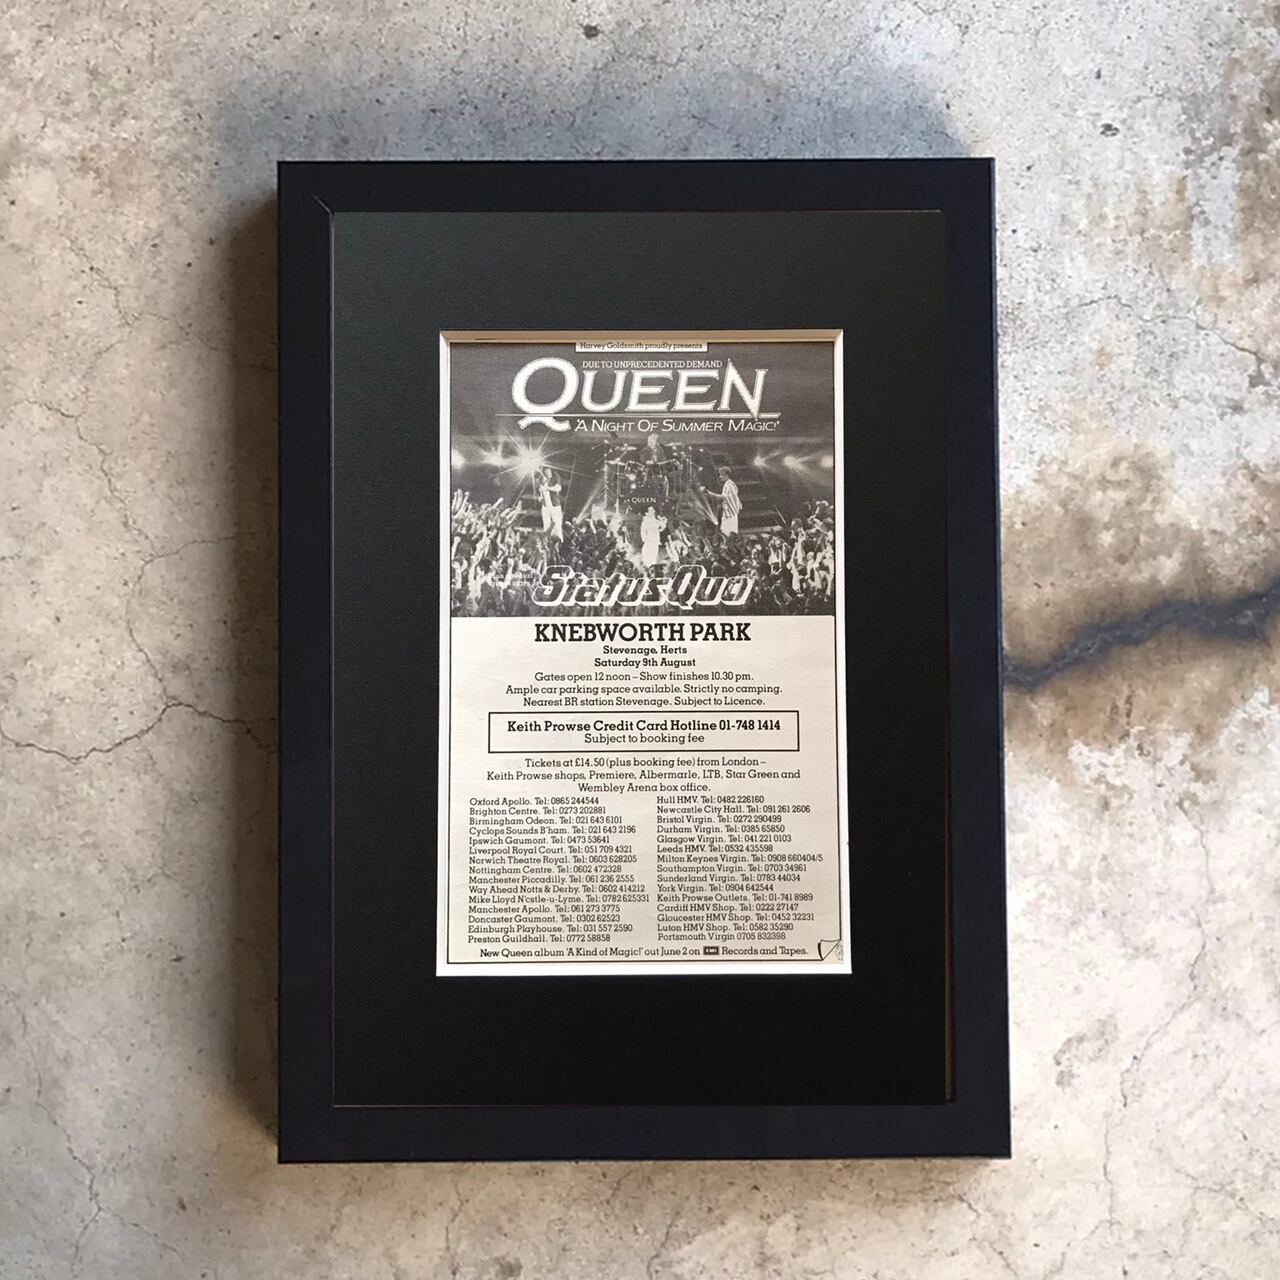 Harvey Goldsmith proudly presents
DUE TO UNPRECEDENTED DEMAND
QUEEN
'A NIGHT OF SUMMER MAGIC!'
QUEEN
plus special
guest stars
Status Quo
KNEBWORTH PARK
Stevenage, Herts
Saturday 9th August
Gates open 12 noon – Show finishes 10.30 pm.
Ample car parking space available. Strictly no camping.
Nearest BR station Stevenage. Subject to Licence.
Keith Prowse Credit Card Hotline 01-748 1414
Subject to booking fee
Tickets at £14.50 (plus booking fee) from London –
Keith Prowse shops, Premiere, Albermarle, LTB, Star Green and
Wembley Arena box office.
Oxford Apollo. Tel: 0865 244544
Brighton Centre. Tel: 0273 202881
Birmingham Odeon. Tel: 021 643 6101
Cyclops Sounds B'ham. Tel: 021 643 2196
Ipswich Gaumont. Tel: 0473 53641
Liverpool Royal Court. Tel: 051 709 4321
Norwich Theatre Royal. Tel: 0603 628205
Nottingham Centre. Tel: 0602 472328
Manchester Piccadilly. Tel: 061 236 2555
Way Ahead Notts & Derby. Tel: 0602 414212
Mike Lloyd N'cstle-u-Lyme. Tel: 0782 625331
Manchester Apollo. Tel: 061 273 3775
Doncaster Gaumont. Tel: 0302 62523
Edinburgh Playhouse. Tel: 031 557 2590
Preston Guildhall. Tel: 0772 58858
Hull HMV. Tel: 0482 226160
Newcastle City Hall. Tel: 091 261 2606
Bristol Virgin. Tel: 0272 290499
Durham Virgin. Tel: 0385 65850
Glasgow Virgin. Tel: 041 221 0103
Leeds HMV. Tel: 0532 435598
Milton Keynes Virgin. Tel: 0908 660404/5
Southampton Virgin. Tel: 0703 34961
Sunderland Virgin. Tel: 0783 44034
York Virgin. Tel: 0904 642544
Keith Prowse Outlets. Tel: 01-741 8989
Cardiff HMV Shop. Tel: 0222 27147
Gloucester HMV Shop. Tel: 0452 32231
Luton HMV Shop. Tel: 0582 35290
Portsmouth Virgin 0705 832398
New Queen album 'A Kind of Magic!' out June 2 on EMI Records and Tapes.